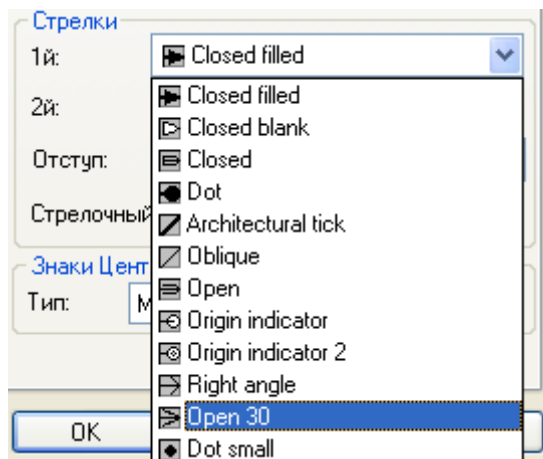 Стрелки
1й:
Closed filled
2й:
Closed filled
Closed blank
Отступ:
Closed
Dot
Стрелочный
Architectural tick
Знаки Цент
Oblique
Тип:
М
Open
Origin indicator
Origin indicator 2
Right angle
OK
Open 30
Dot small